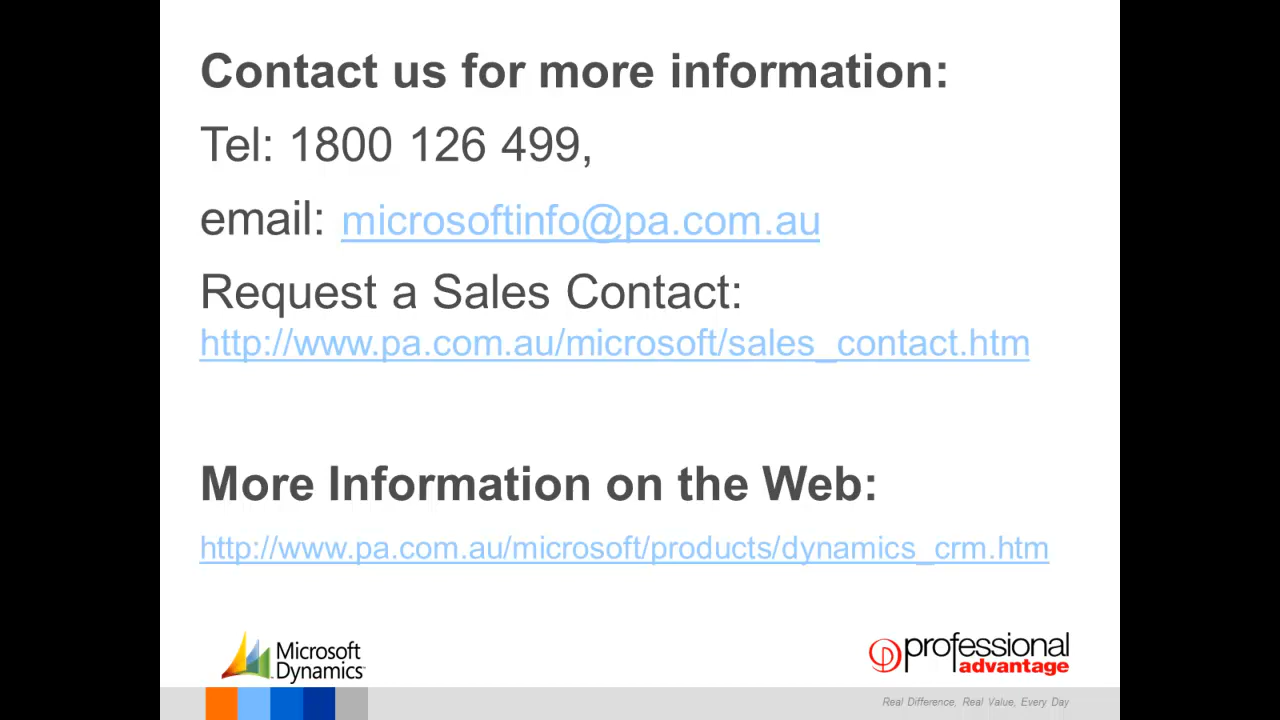 Contact us for more information:
Tel: 1800 126 499,
email: microsoftinfo@pa.com.au
Request a Sales Contact:
http://www.pa.com.au/microsoft/sales_contact.htm
More Information on the Web:
http://www.pa.com.au/microsoft/products/dynamics_crm.htm
Microsoft
Dynamics
professional
advantage
Real Difference, Real Value, Every Day